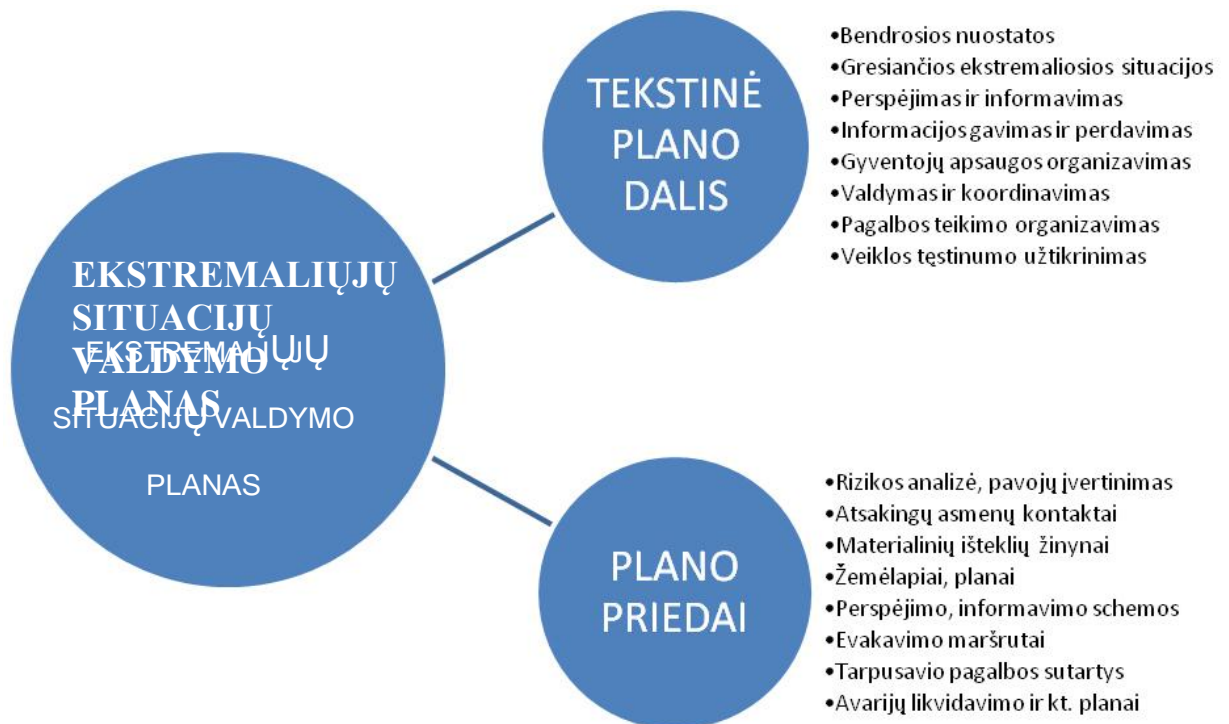 EKSTREMALIŲJŲ
SITUACIJŲ
VALDYMO
PLANAS
EKSTREMALIŲJŲ
SITUACIJŲ VALDYMO
PLANAS
TEKSTINĖ
PLANO
DALIS
•Bendrosios nuostatos
•Gresiančios ekstremaliosios situacijos
•Perspėjimas ir informavimas
•Informacijos gavimas ir perdavimas
•Gyventojų apsaugos organizavimas
•Valdymas ir koordinavimas
•Pagalbos teikimo organizavimas
•Veiklos tęstinumo užtikrinimas
PLANO
PRIEDAI
•Rizikos analizė, pavojų įvertinimas
•Atsakingų asmenų kontaktai
•Materialinių išteklių žinynai
•Žemėlapiai, planai
•Perspėjimo, informavimo schemos
•Evakavimo maršrutai
•Tarpusavio pagalbos sutartys
•Avarijų likvidavimo ir kt. planai